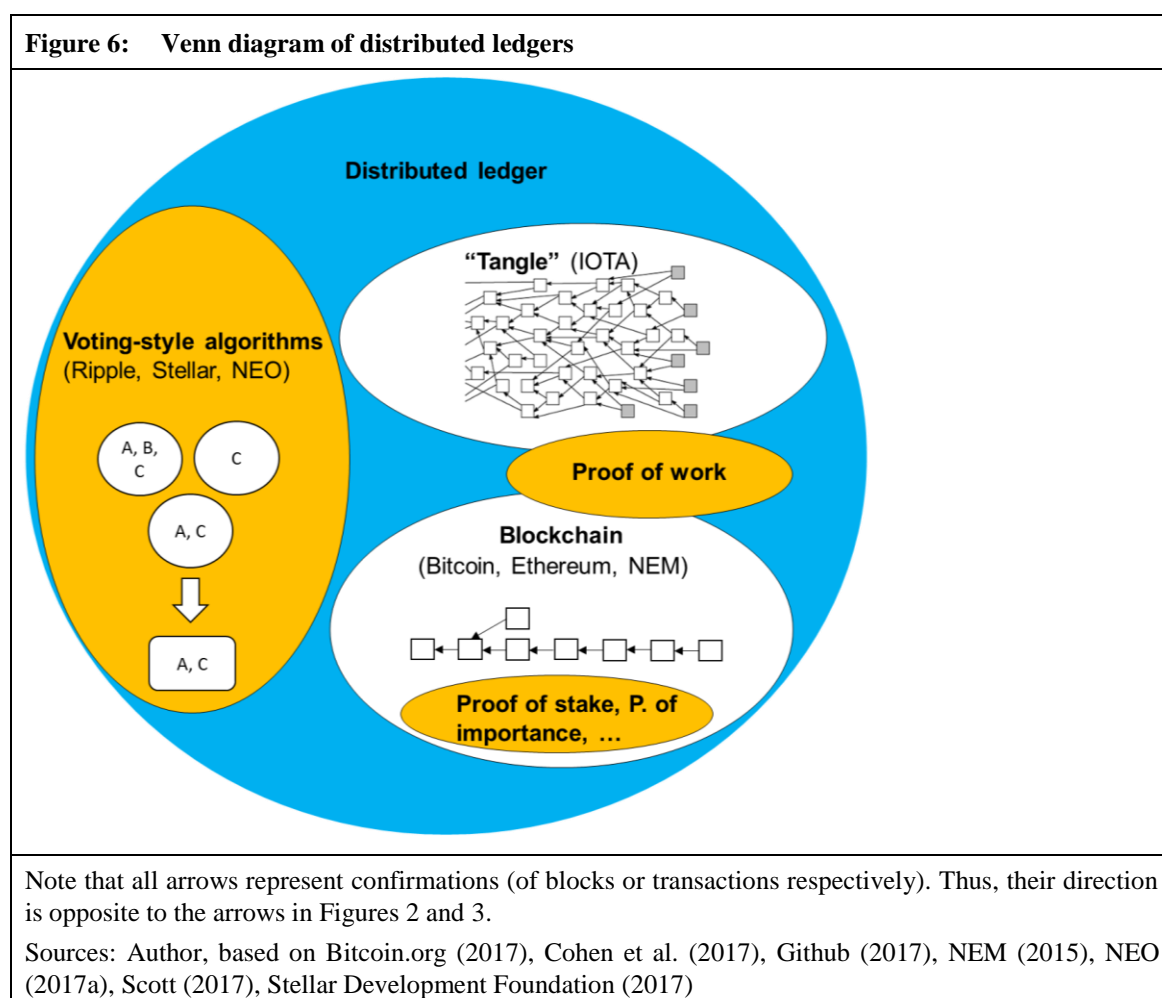 Figure 6: Venn diagram of distributed ledgers
Distributed ledger
“Tangle” (IOTA)
Voting-style algorithms
(Ripple, Stellar, NEO)
A, B,
C
C
A, C
A, C
Proof of work
Blockchain
(Bitcoin, Ethereum, NEM)
Proof of stake, P. of
importance, …
Note that all arrows represent confirmations (of blocks or transactions respectively). Thus, their direction
is opposite to the arrows in Figures 2 and 3.
Sources: Author, based on Bitcoin.org (2017), Cohen et al. (2017), Github (2017), NEM (2015), NEO
(2017a), Scott (2017), Stellar Development Foundation (2017)